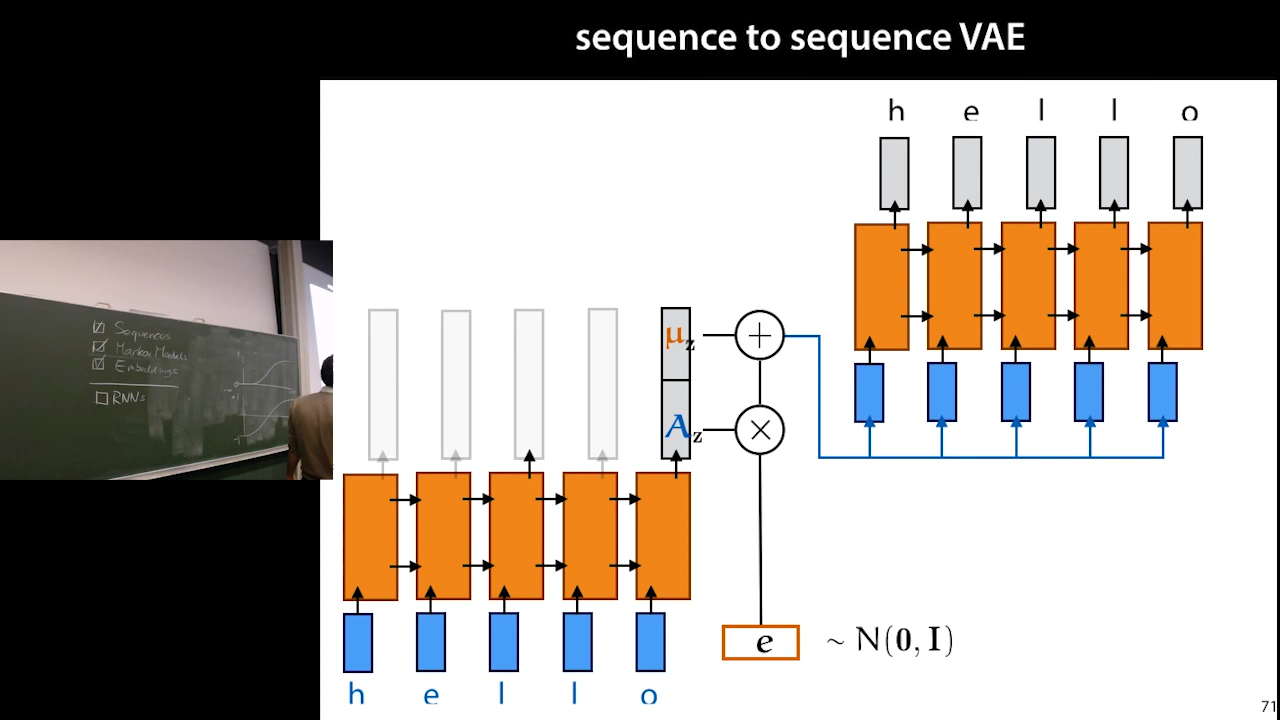 sequence to sequence VAE
h e l l o
μz +
Az ×
e ~ N(0, I)
h e l l o
71
Sequences
Markov Models
Embeddings
RNNs